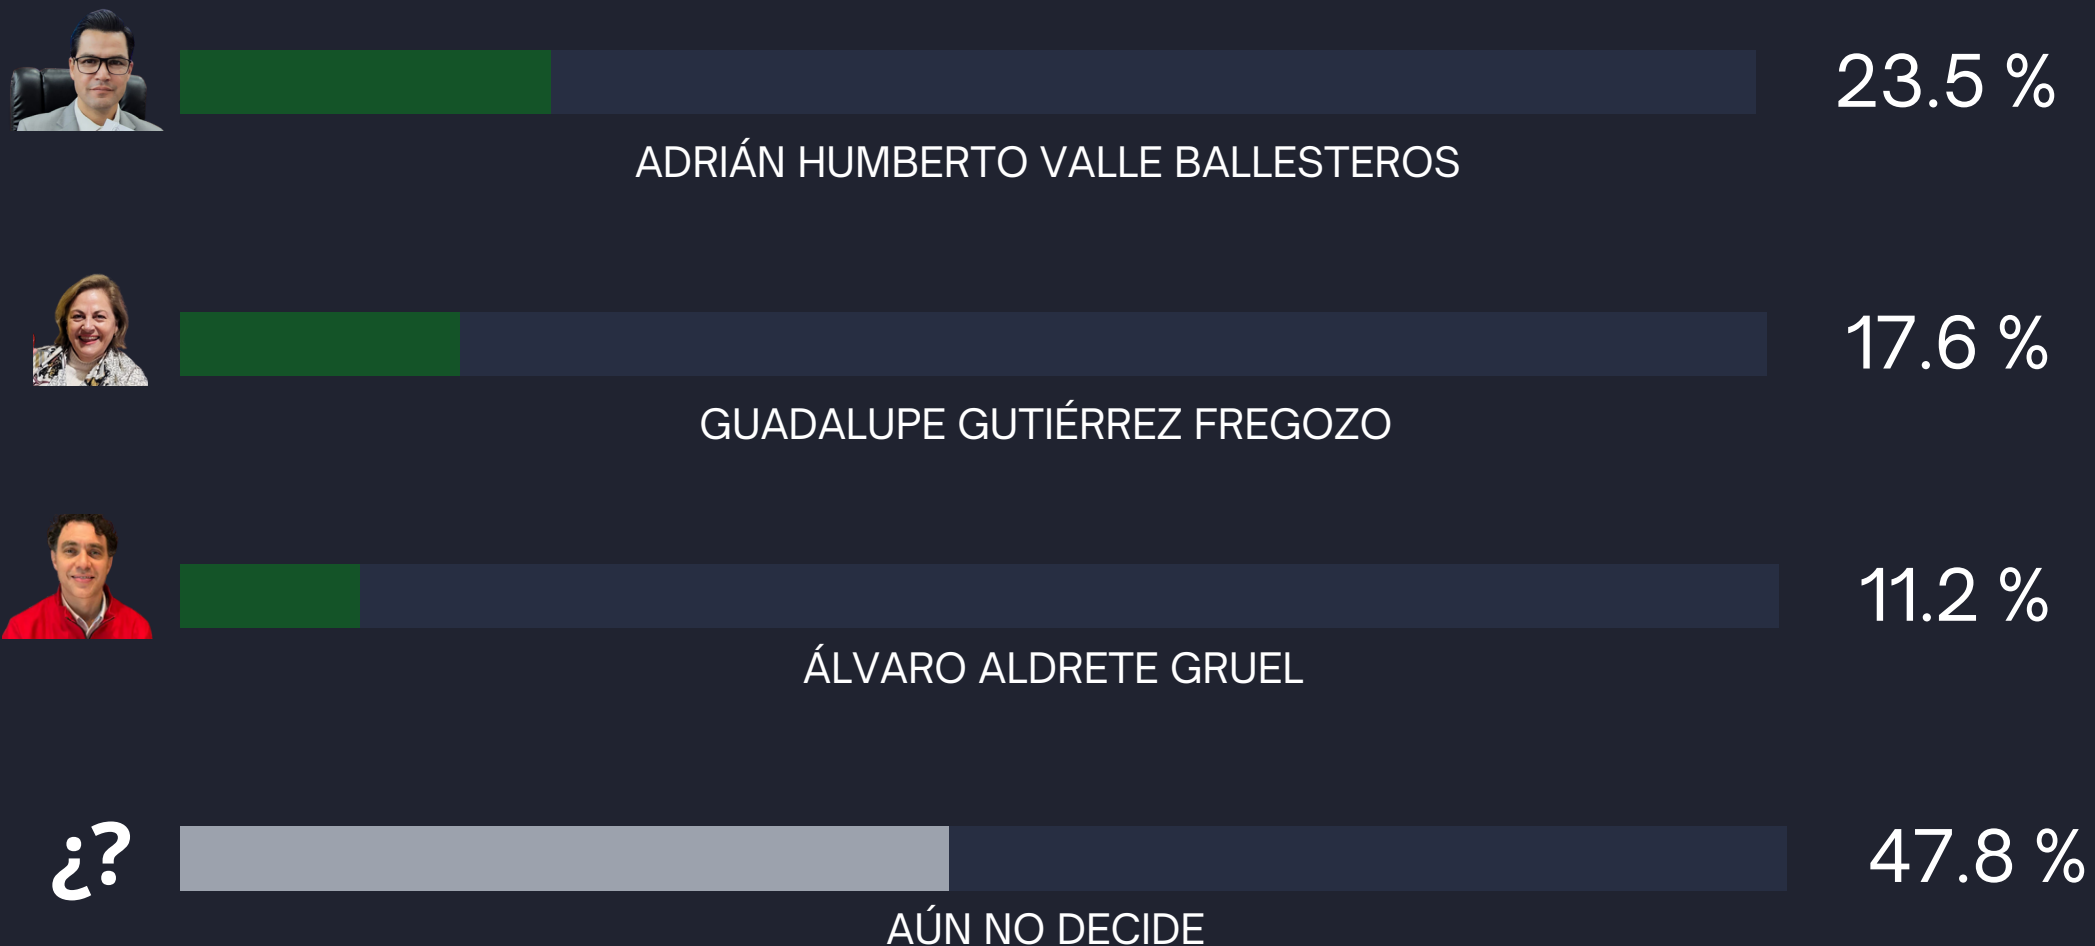 23.5 %
ADRIÁN HUMBERTO VALLE BALLESTEROS
17.6 %
GUADALUPE GUTIÉRREZ FREGOZO
11.2 %
ÁLVARO ALDRETE GRUEL
¿?
47.8 %
AÚN NO DECIDE